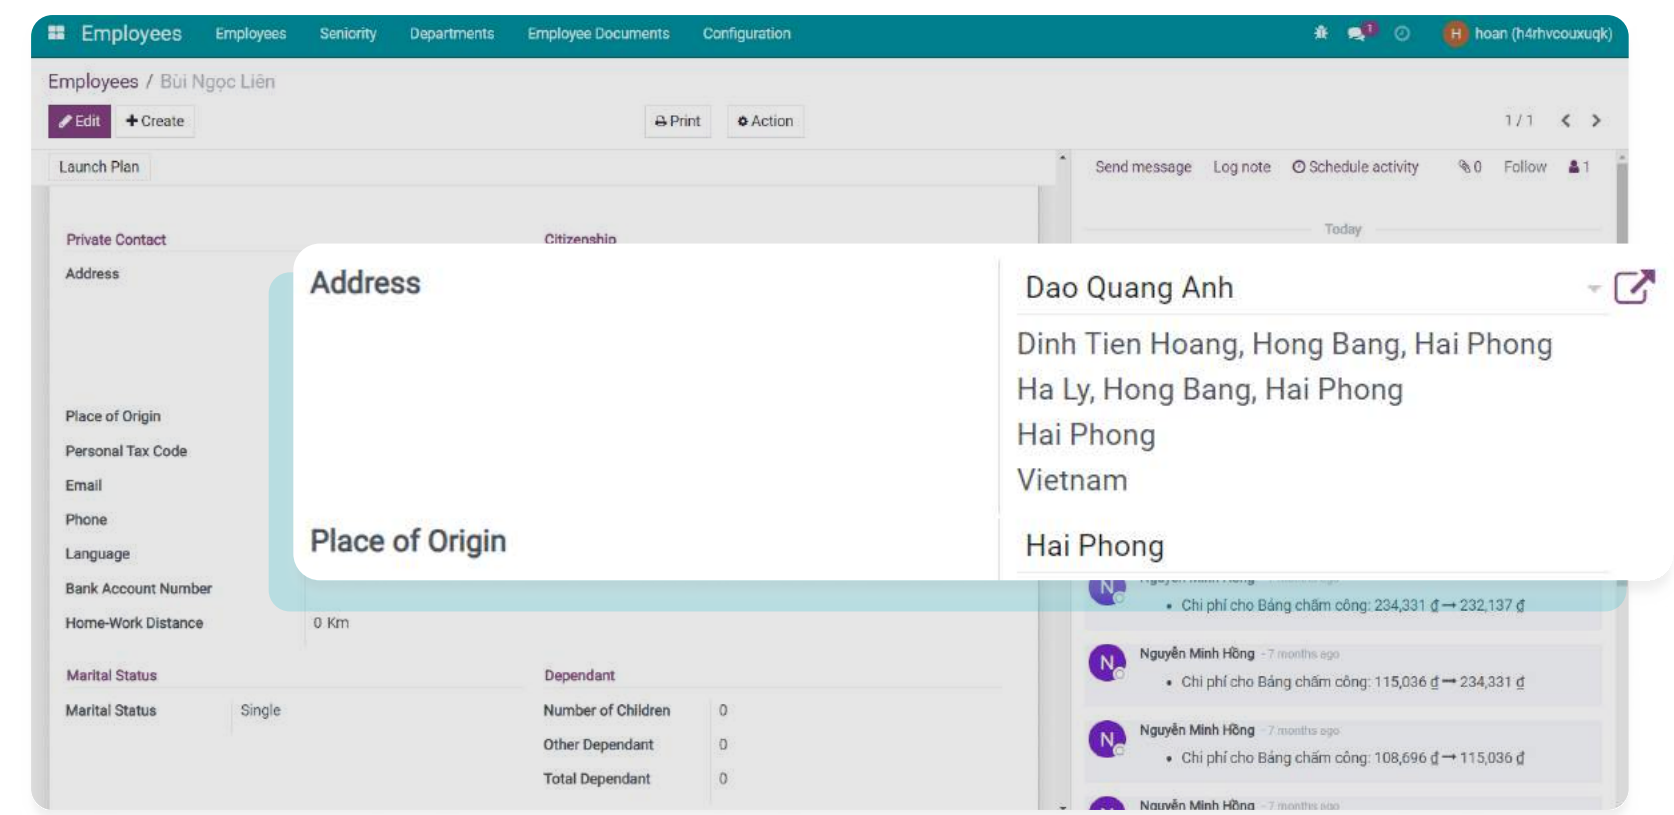 Employees Employees Seniority Departments Employee Documents Configuration 1 H hoan (h4rhvcouxuqk)
Employees / Bùi Ngọc Liên
Edit Create Print Action 1 / 1
Launch Plan Send message Log note Schedule activity 0 Follow 1
Today
Private Contact Citizenship
Address
Address Dao Quang Anh
Dinh Tien Hoang, Hong Bang, Hai Phong
Ha Ly, Hong Bang, Hai Phong
Hai Phong
Vietnam
Place of Origin Hai Phong
Place of Origin
Personal Tax Code
Email
Phone
Language
Bank Account Number
Home-Work Distance 0 Km
N
• Chi phí cho Bảng chấm công: 234,331 ₫ → 232,137 ₫
N Nguyễn Minh Hồng - 7 months ago
• Chi phí cho Bảng chấm công: 115,036 ₫ → 234,331 ₫
Marital Status Dependant
Marital Status Single Number of Children 0
Other Dependant 0
Total Dependant 0
N Nguyễn Minh Hồng - 7 months ago
• Chi phí cho Bảng chấm công: 108,696 ₫ → 115,036 ₫
Nguyễn Minh Hồng - 7 months ago